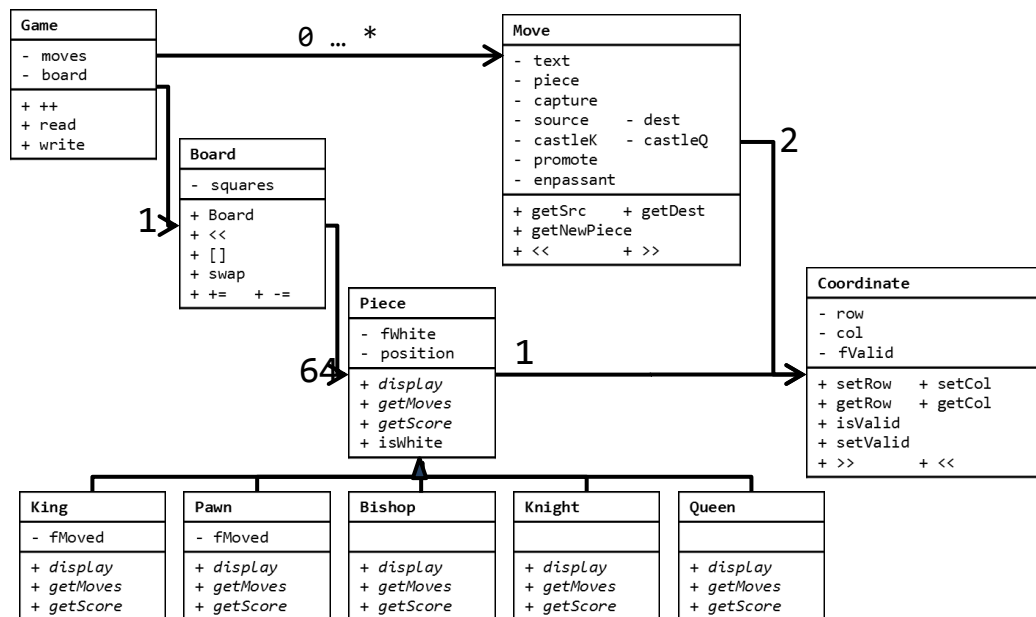 Game
- moves
- board
+ ++
+ read
+ write
0 … *
Move
- text
- piece
- capture
- source - dest
- castleK - castleQ
- promote
- enpassant
+ getSrc + getDest
+ getNewPiece
+ << + >>
2
1
Board
- squares
+ Board
+ <<
+ []
+ swap
+ += + -=
64
Piece
- fWhite
- position
+ display
+ getMoves
+ getScore
+ isWhite
1
Coordinate
- row
- col
- fValid
+ setRow + setCol
+ getRow + getCol
+ isValid
+ setValid
+ >> + <<
King
- fMoved
+ display
+ getMoves
+ getScore
Pawn
- fMoved
+ display
+ getMoves
+ getScore
Bishop
+ display
+ getMoves
+ getScore
Knight
+ display
+ getMoves
+ getScore
Queen
+ display
+ getMoves
+ getScore